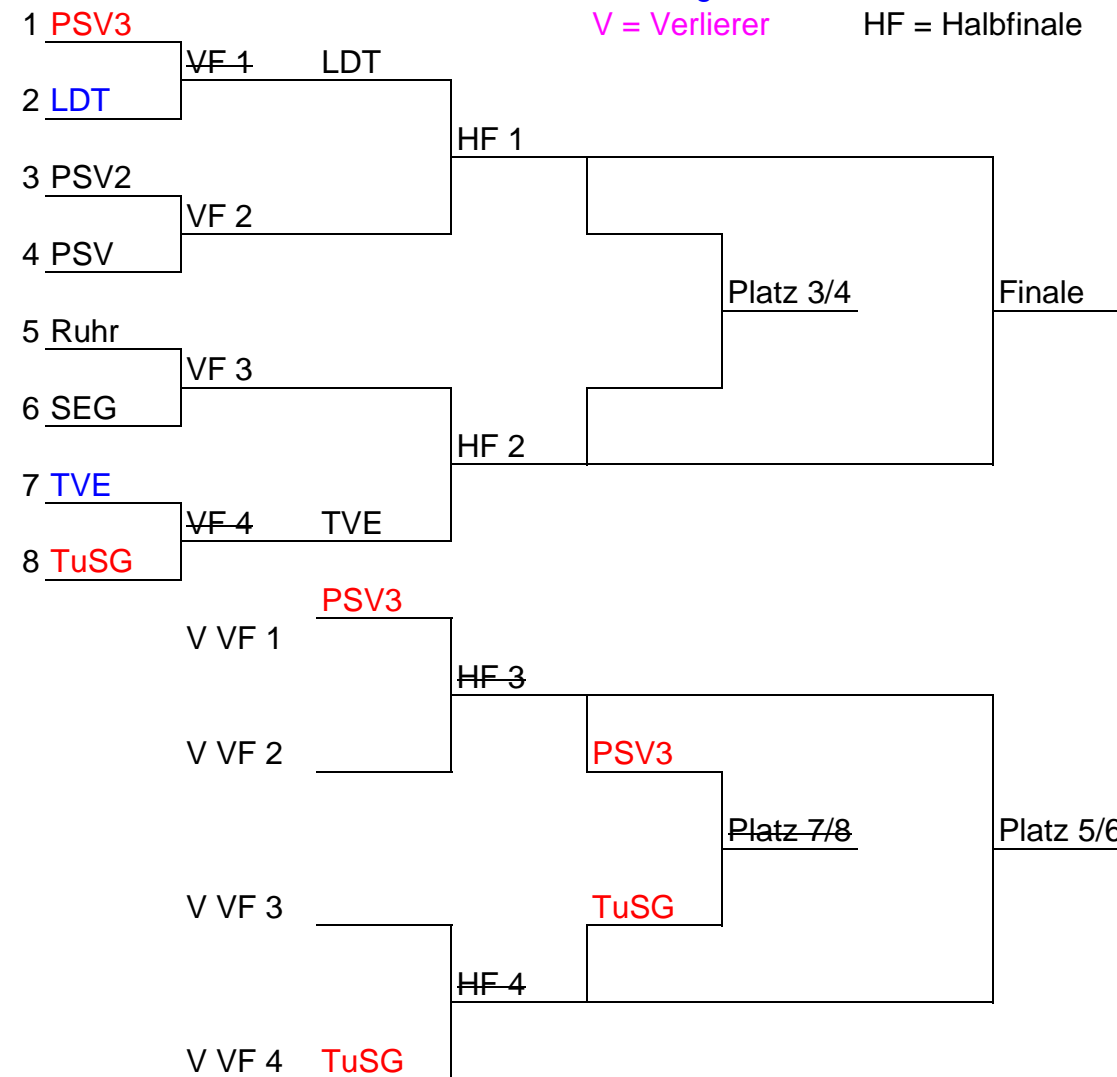 V = Verlierer HF = Halbfinale
1 PSV3
VF 1 LDT
2 LDT
HF 1
3 PSV2
VF 2
4 PSV
Platz 3/4 Finale
5 Ruhr
VF 3
6 SEG
HF 2
7 TVE
VF 4 TVE
8 TuSG
PSV3
V VF 1
HF 3
V VF 2 PSV3
Platz 7/8 Platz 5/6
V VF 3 TuSG
HF 4
V VF 4 TuSG